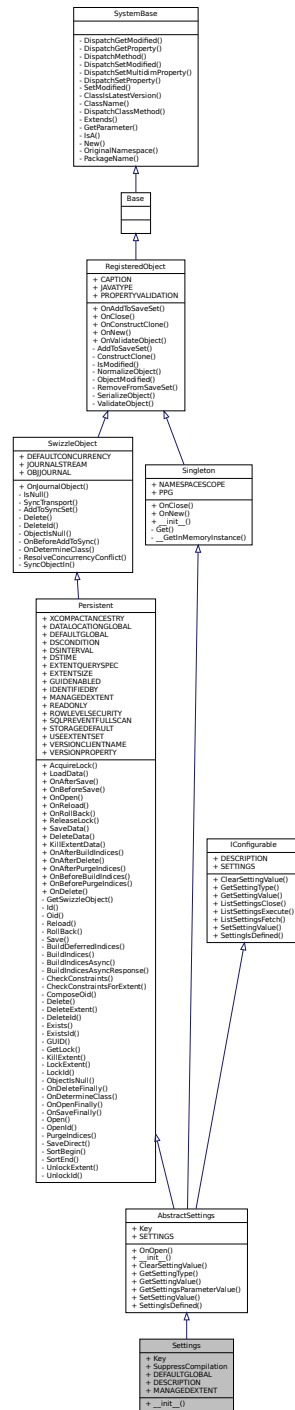 SystemBase
- DispatchGetModified()
- DispatchGetProperty()
- DispatchMethod()
- DispatchSetModified()
- DispatchSetMultidimProperty()
- DispatchSetProperty()
- SetModified()
- ClassIsLatestVersion()
- ClassName()
- DispatchClassMethod()
- Extends()
- GetParameter()
- IsA()
- New()
- OriginalNamespace()
- PackageName()
Base
RegisteredObject
+ CAPTION
+ JAVATYPE
+ PROPERTYVALIDATION
+ OnAddToSaveSet()
+ OnClose()
+ OnConstructClone()
+ OnNew()
+ OnValidateObject()
- AddToSaveSet()
- ConstructClone()
- IsModified()
- NormalizeObject()
- ObjectModified()
- RemoveFromSaveSet()
- SerializeObject()
- ValidateObject()
SwizzleObject
+ DEFAULTCONCURRENCY
+ JOURNALSTREAM
+ OBJJOURNAL
+ OnJournalObject()
- IsNull()
- SyncTransport()
- AddToSyncSet()
- Delete()
- DeleteId()
- ObjectIsNull()
- OnBeforeAddToSync()
- OnDetermineClass()
- ResolveConcurrencyConflict()
- SyncObjectIn()
Singleton
+ NAMESPACESCOPE
+ PPG
+ OnClose()
+ OnNew()
+ __init__()
- Get()
- __GetInMemoryInstance()
Persistent
+ XCOMPACTANCESTRY
+ DATALOCATIONGLOBAL
+ DEFAULTGLOBAL
+ DSCONDITION
+ DSINTERVAL
+ DSTIME
+ EXTENTQUERYSPEC
+ EXTENTSIZE
+ GUIDENABLED
+ IDENTIFIEDBY
+ MANAGEDEXTENT
+ READONLY
+ ROWLEVELSECURITY
+ SQLPREVENTFULLSCAN
+ STORAGEDEFAULT
+ USEEXTENTSET
+ VERSIONCLIENTNAME
+ VERSIONPROPERTY
+ AcquireLock()
+ LoadData()
+ OnAfterSave()
+ OnBeforeSave()
+ OnOpen()
+ OnReload()
+ OnRollBack()
+ ReleaseLock()
+ SaveData()
+ DeleteData()
+ KillExtentData()
+ OnAfterBuildIndices()
+ OnAfterDelete()
+ OnAfterPurgeIndices()
+ OnBeforeBuildIndices()
+ OnBeforePurgeIndices()
+ OnDelete()
- GetSwizzleObject()
- Id()
- Oid()
- Reload()
- RollBack()
- Save()
- BuildDeferredIndices()
- BuildIndices()
- BuildIndicesAsync()
- BuildIndicesAsyncResponse()
- CheckConstraints()
- CheckConstraintsForExtent()
- ComposeOid()
- Delete()
- DeleteExtent()
- DeleteId()
- Exists()
- ExistsId()
- GUID()
- GetLock()
- KillExtent()
- LockExtent()
- LockId()
- ObjectIsNull()
- OnDeleteFinally()
- OnDetermineClass()
- OnOpenFinally()
- OnSaveFinally()
- Open()
- OpenId()
- PurgeIndices()
- SaveDirect()
- SortBegin()
- SortEnd()
- UnlockExtent()
- UnlockId()
IConfigurable
+ DESCRIPTION
+ SETTINGS
+ ClearSettingValue()
+ GetSettingType()
+ GetSettingValue()
+ ListSettingsClose()
+ ListSettingsExecute()
+ ListSettingsFetch()
+ SetSettingValue()
+ SettingIsDefined()
AbstractSettings
+ Key
+ SETTINGS
+ OnOpen()
+ __init__()
+ ClearSettingValue()
+ GetSettingType()
+ GetSettingValue()
+ GetSettingsParameterValue()
+ SetSettingValue()
+ SettingIsDefined()
Settings
+ Key
+ SuppressCompilation
+ DEFAULTGLOBAL
+ DESCRIPTION
+ MANAGEDEXTENT
+ __init__()